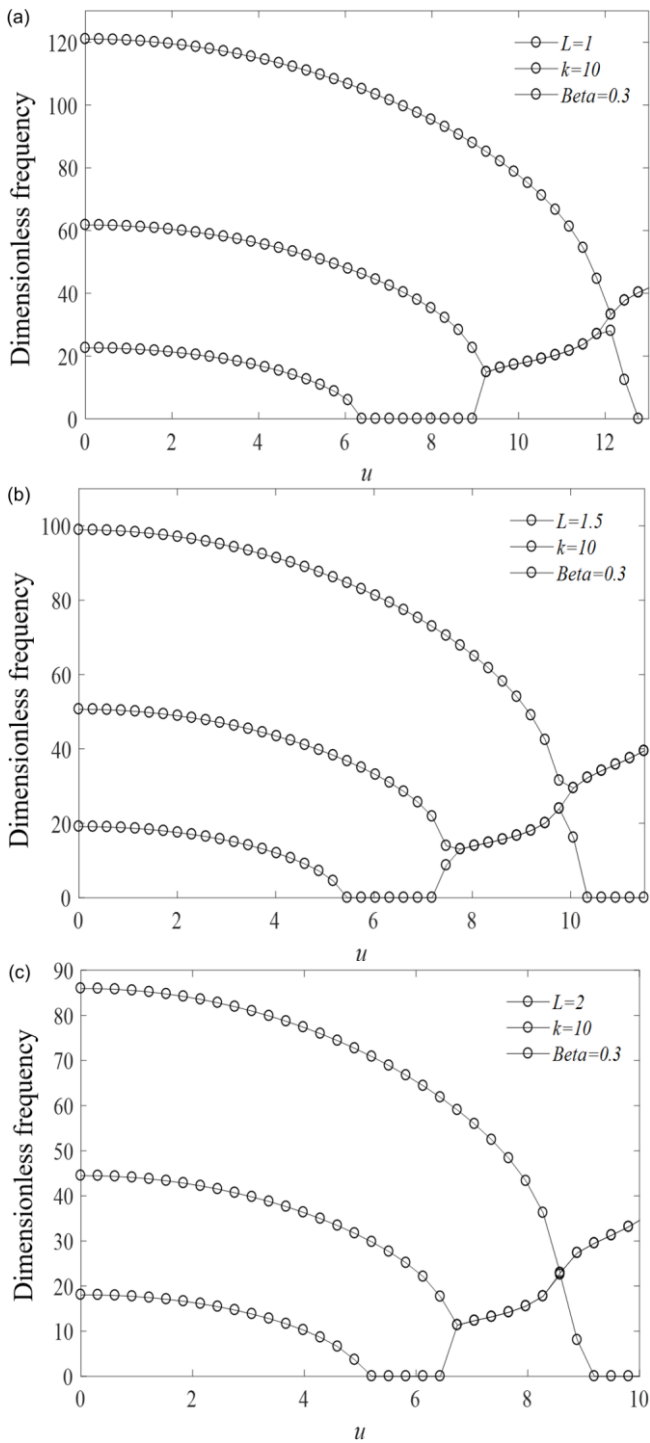 (a)
120
100
80
60
40
20
0
Dimensionless frequency
L=1
k=10
Beta=0.3
0 2 4 6 8 10 12
u
(b)
100
80
60
40
20
0
Dimensionless frequency
L=1.5
k=10
Beta=0.3
0 2 4 6 8 10
u
(c)
90
80
70
60
50
40
30
20
10
0
Dimensionless frequency
L=2
k=10
Beta=0.3
0 2 4 6 8 10
u